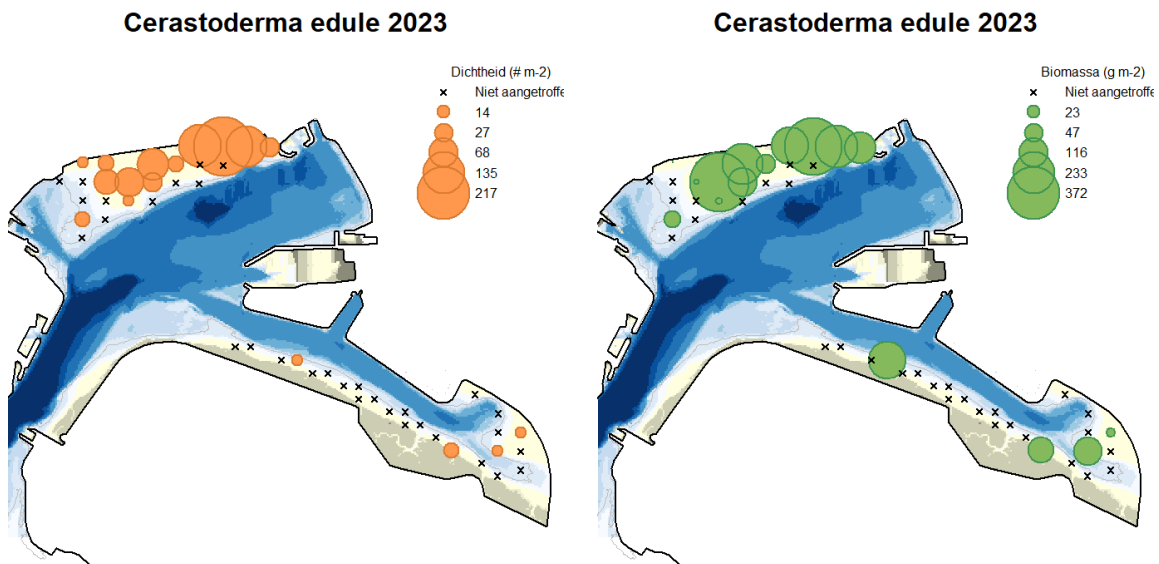 Cerastoderma edule 2023
Dichtheid (# m-2)
Niet aangetroffe
14
27
68
135
217
Cerastoderma edule 2023
Biomassa (g m-2)
Niet aangetroffe
23
47
116
233
372